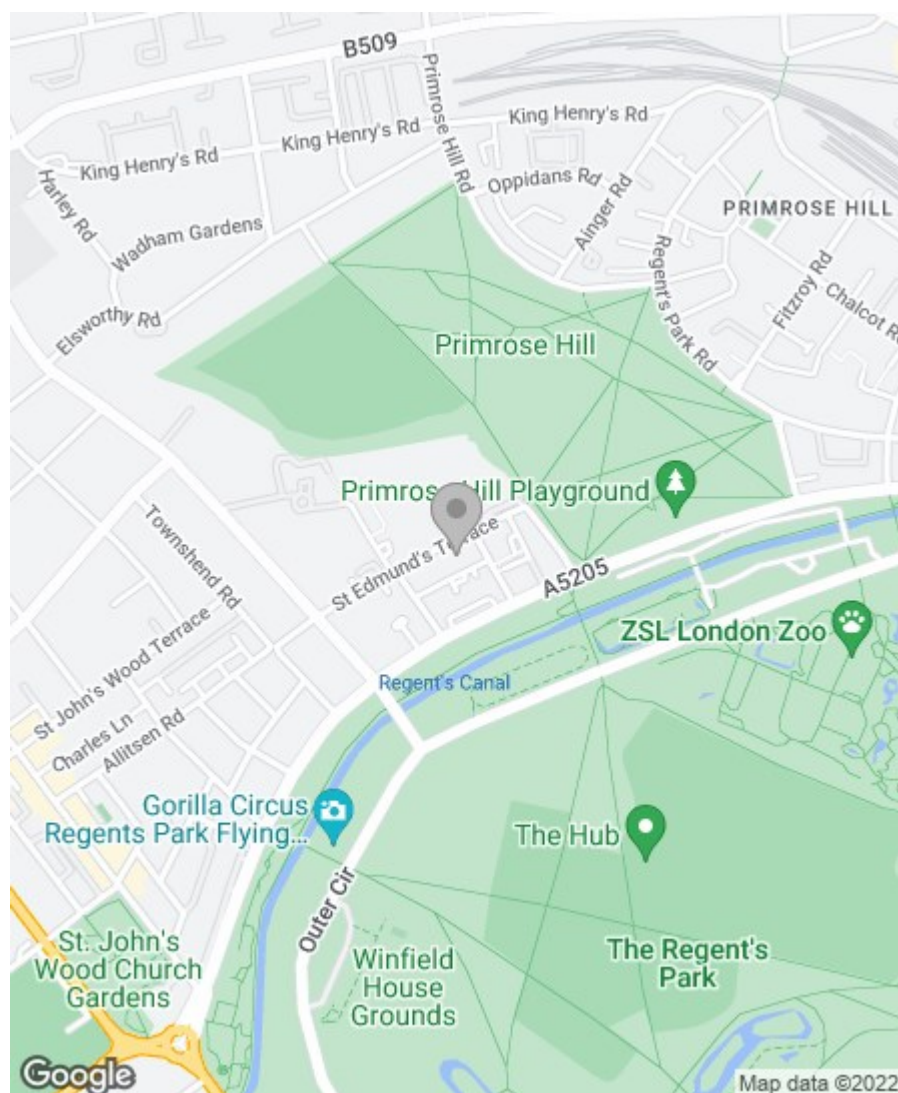 B509
Primrose Hill Rd
King Henry's Rd
King Henry's Rd
King Henry's Rd
Harley Rd
Oppidans Rd
Ainger Rd
PRIMROSE HILL
Wadham Gardens
Regent's Park Rd
Fitzroy Rd
Chalcot R
Elsworthy Rd
Primrose Hill
Primros Hill Playground
Townshend Rd
St Edmund's Terrace
A5205
ZSL London Zoo
St John's Wood Terrace
Regent's Canal
Charles Ln
Allitsen Rd
Gorilla Circus
Regents Park Flying...
The Hub
Outer Cir
St. John's
Wood Church
Gardens
Winfield
House
Grounds
The Regent's
Park
Google
Map data ©2022